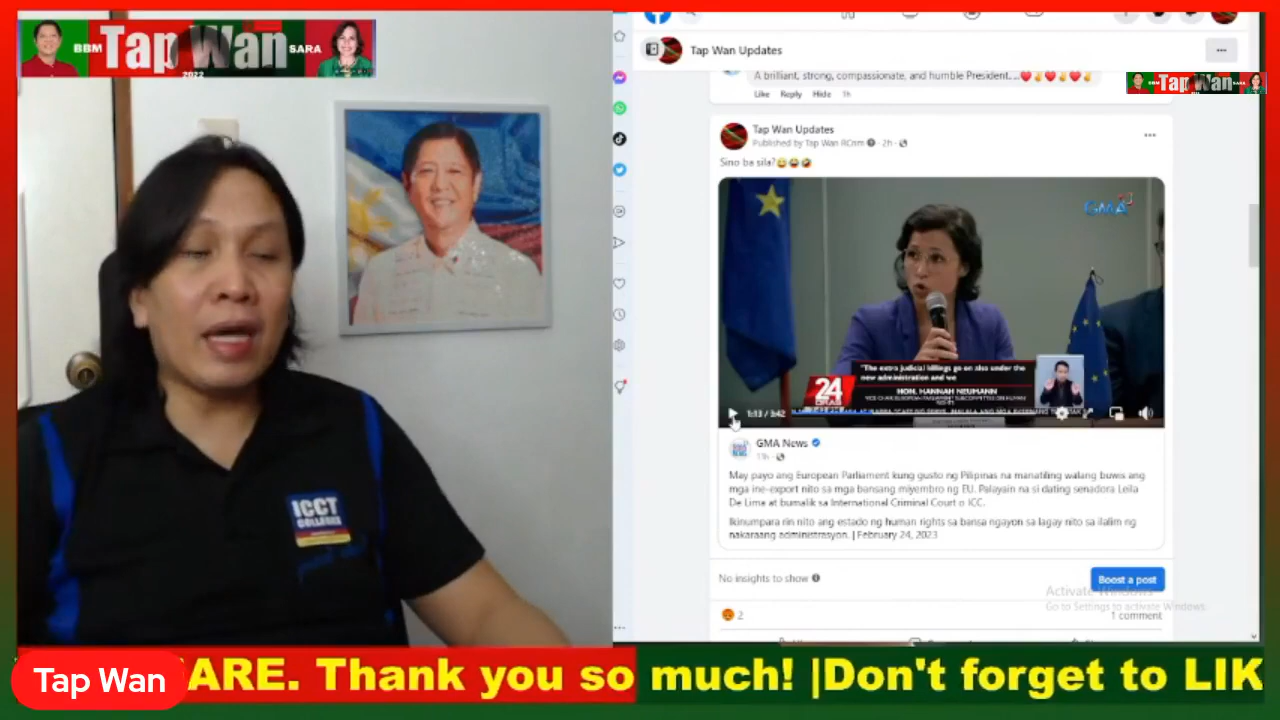 BBM Tap Wan SARA
2022
Tap Wan Updates
A brilliant, strong, compassionate, and humble President....
Like Reply Hide 1h
BBM Tap Wan SARA
Tap Wan Updates
Published by Tap Wan RCnm · 2h
Sino ba sila?
GMA
"The extra judicial killings go on also under the
new administration and we
HON. HANNAH NEUMANN
24
ORAS
1:13 / 3:42
GMA News
11h
May payo ang European Parliament kung gusto ng Pilipinas na manatiling walang buwis ang
mga ine-export nito sa mga bansang miyembro ng EU. Palayain na si dating senadora Leila
De Lima at bumalik sa International Criminal Court o ICC.
Ikinumpara rin nito ang estado ng human rights sa bansa ngayon sa lagay nito sa ilalim ng
nakaraang administrasyon. | February 24, 2023
No insights to show
Boost a post
Activate Windows
Go to Settings to activate Windows.
2
1 comment
ICCT
COLLEGES
Tap Wan
ARE. Thank you so much! |Don't forget to LIK